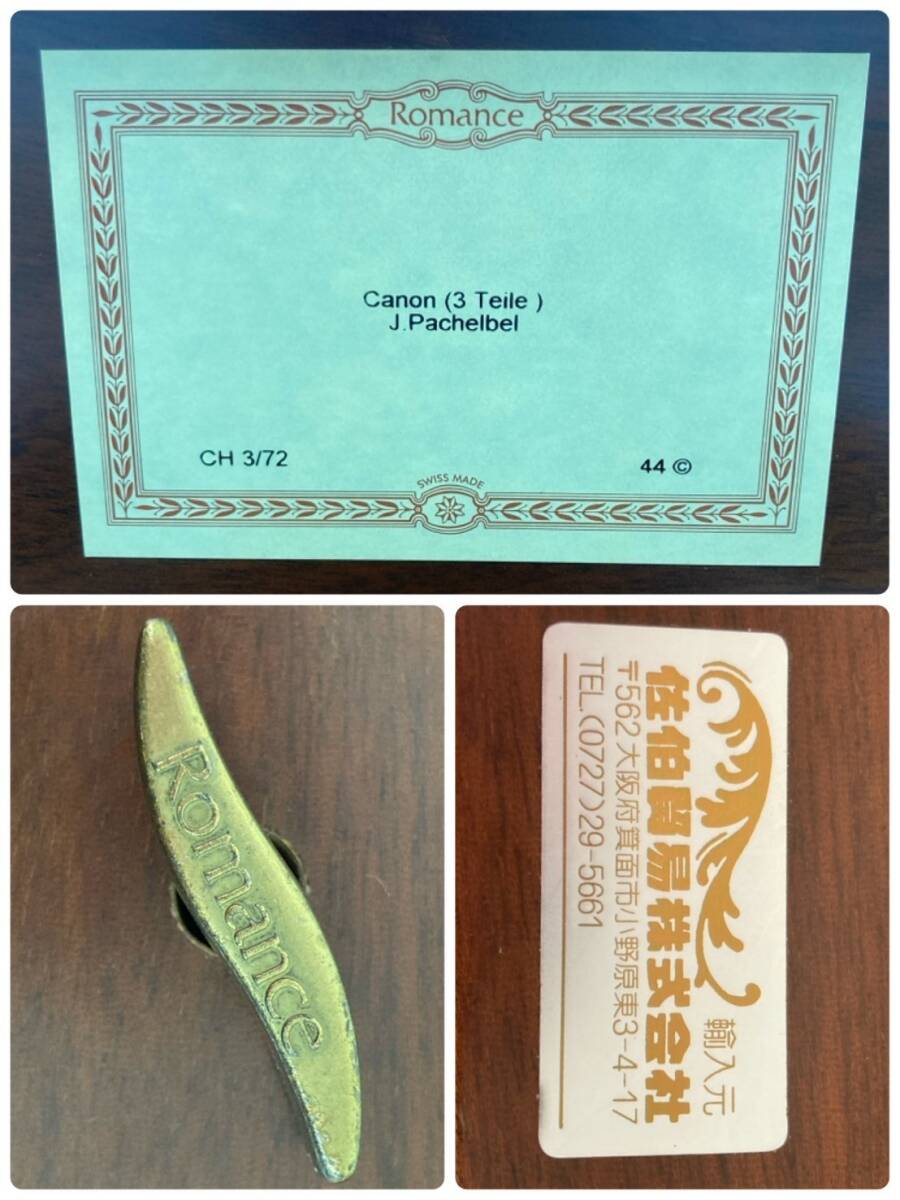 Romance
Canon (3 Teile )
J.Pachelbel
CH 3/72
44 ©
SWISS MADE
Romance
輸入元
佐伯貿易株式会社
〒562大阪府箕面市小野原東3-4-17
TEL.(0727)29-5661